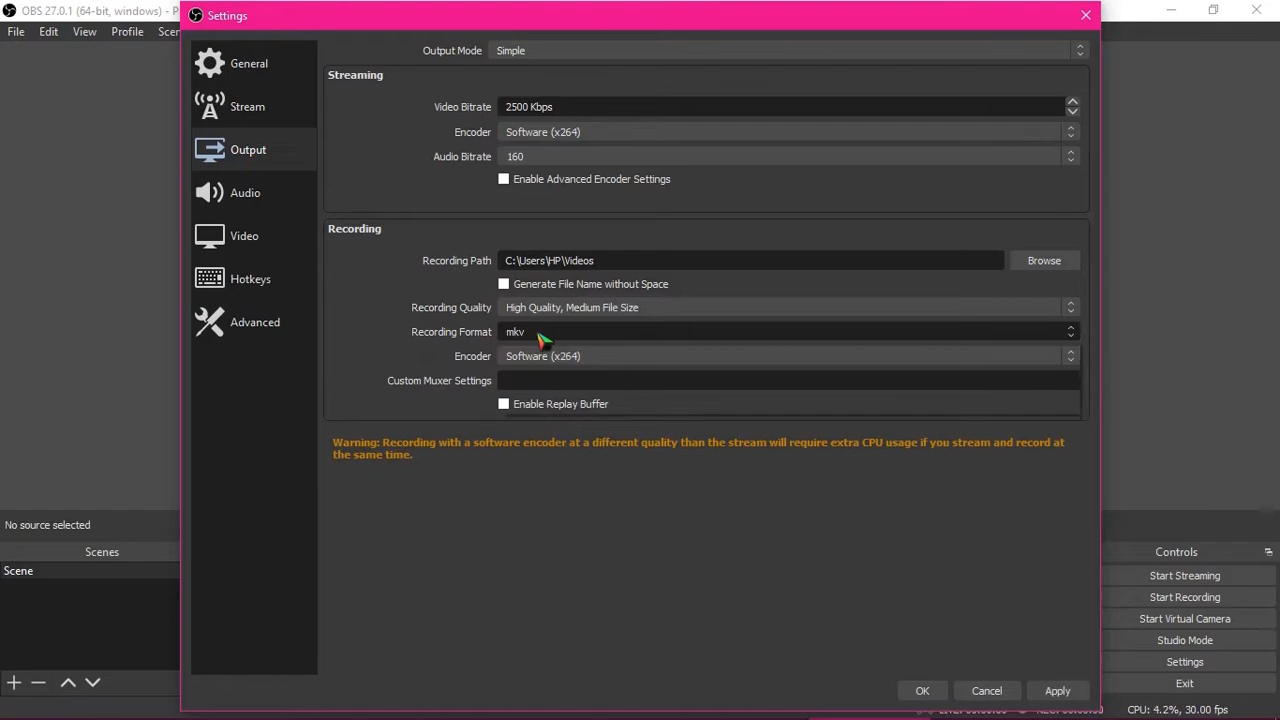 OBS 27.0.1 (64-bit, windows) - P
Settings
File Edit View Profile Scen
General
Stream
Output
Audio
Video
Hotkeys
Advanced
Output Mode Simple
Streaming
Video Bitrate 2500 Kbps
Encoder Software (x264)
Audio Bitrate 160
Enable Advanced Encoder Settings
Recording
Recording Path C:\Users\HP\Videos Browse
Generate File Name without Space
Recording Quality High Quality, Medium File Size
Recording Format mkv
Encoder Software (x264)
Custom Muxer Settings
Enable Replay Buffer
Warning: Recording with a software encoder at a different quality than the stream will require extra CPU usage if you stream and record at
the same time.
No source selected
Scenes
Scene
Controls
Start Streaming
Start Recording
Start Virtual Camera
Studio Mode
Settings
Exit
OK Cancel Apply
CPU: 4.2%, 30.00 fps